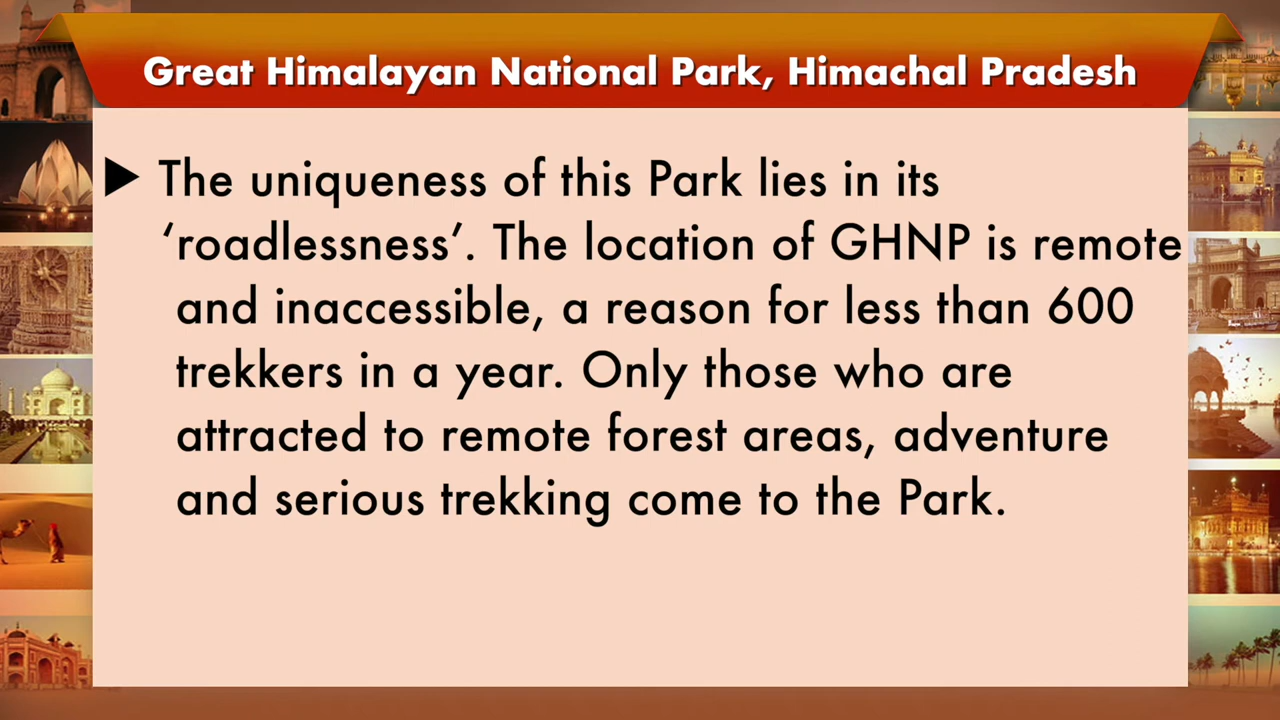 Great Himalayan National Park, Himachal Pradesh
▶ The uniqueness of this Park lies in its
‘roadlessness’. The location of GHNP is remote
and inaccessible, a reason for less than 600
trekkers in a year. Only those who are
attracted to remote forest areas, adventure
and serious trekking come to the Park.